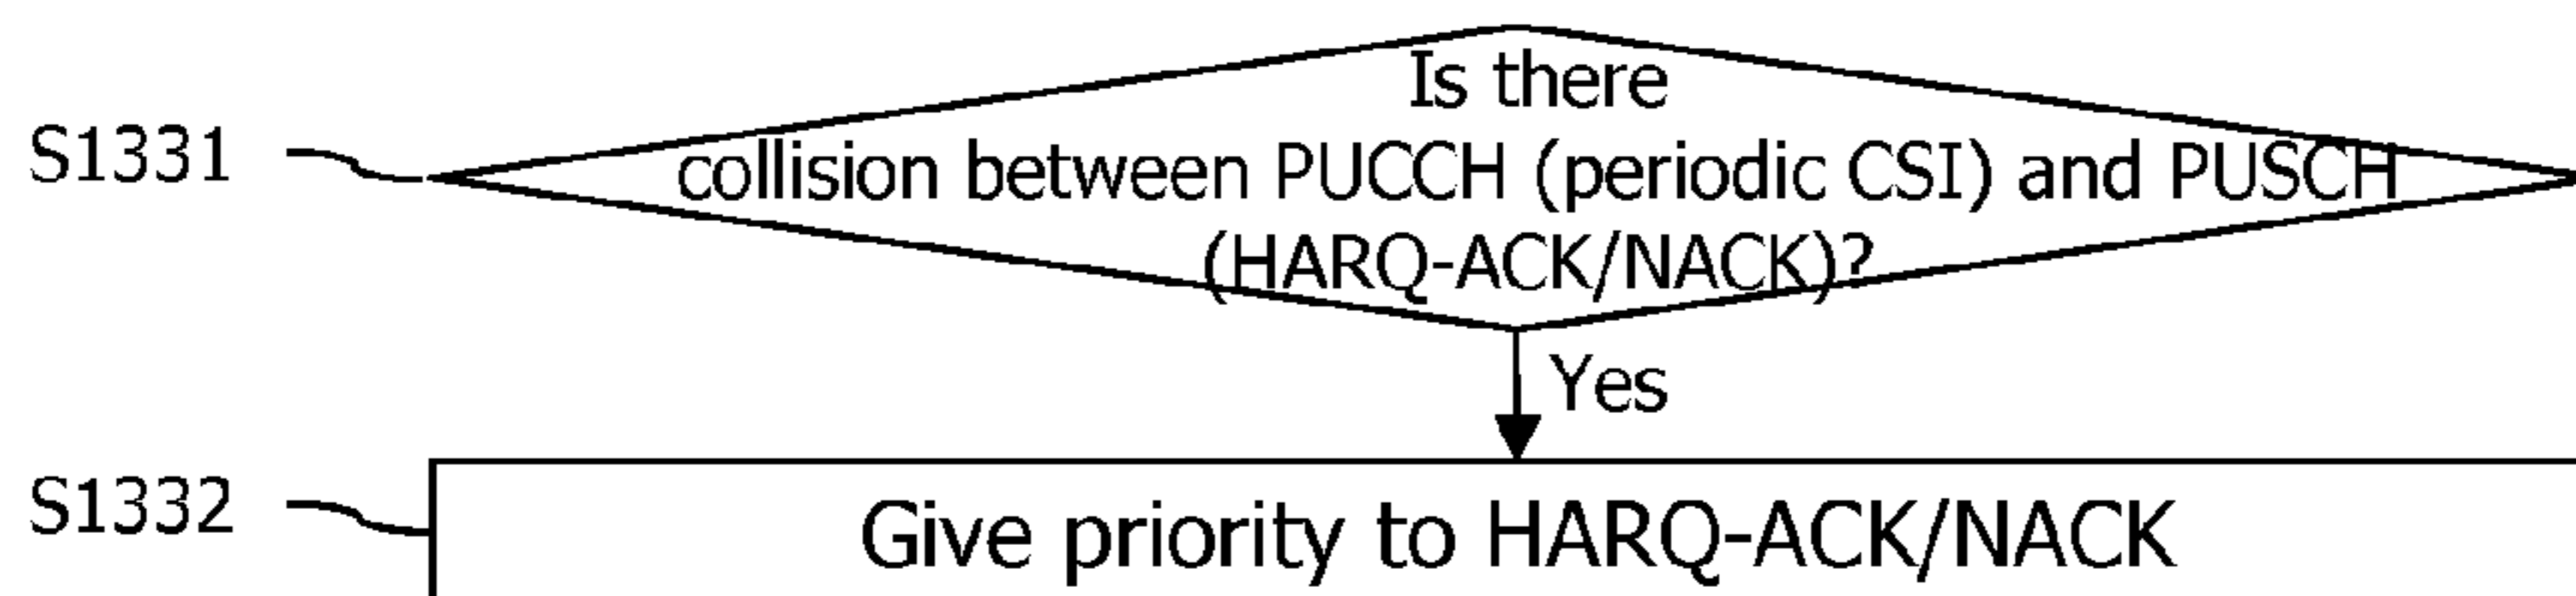 Is there
S1331
collision between PUCCH (periodic CSI) and PUSCH
(HARQ-ACK/NACK)?
Yes
S1332
Give priority to HARQ-ACK/NACK